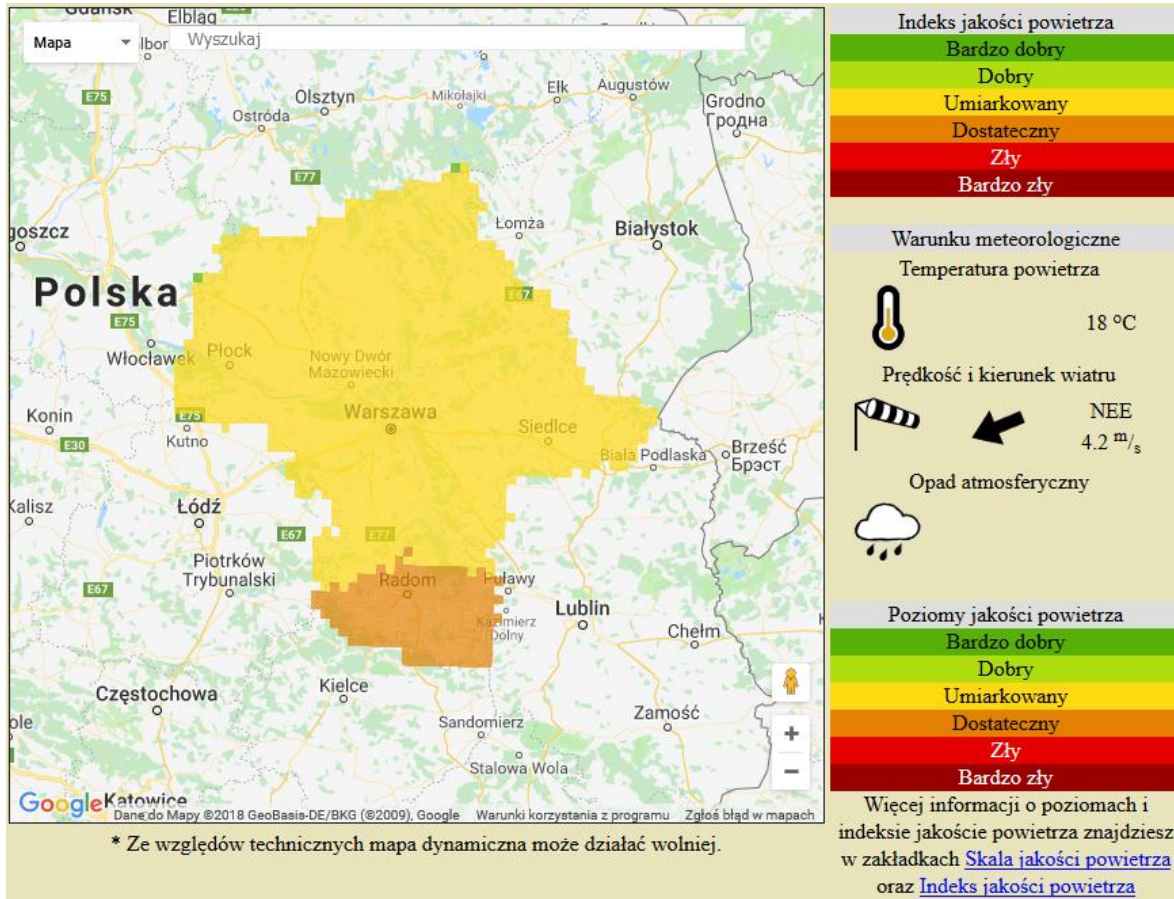 Gdańsk
Elbląg
Mapa
Wyszukaj
E75
Olsztyn
Mikołajki
Ełk
Augustów
Grodno
Гродна
Ostróda
E77
Łomża
Białystok
goszcz
E67
Polska
E75
Włocławek
Płock
Nowy Dwór
Mazowiecki
Konin
E75
Warszawa
Siedlce
E30
Kutno
Biała Podlaska
Brześć
Брэст
Kalisz
Łódź
E67
E77
Piotrków
Trybunalski
E67
Radom
Puławy
Kazimierz
Dolny
Lublin
Chełm
Kielce
Częstochowa
Zamość
ole
Sandomierz
Stalowa Wola
Google
Katowice
Dane do Mapy ©2018 GeoBasis-DE/BKG (©2009), Google Warunki korzystania z programu Zgłoś błąd w mapach
* Ze względów technicznych mapa dynamiczna może działać wolniej.
Indeks jakości powietrza
Bardzo dobry
Dobry
Umiarkowany
Dostateczny
Zły
Bardzo zły
Warunku meteorologiczne
Temperatura powietrza
18 °C
Prędkość i kierunek wiatru
NEE
4.2 m/s
Opad atmosferyczny
Poziomy jakości powietrza
Bardzo dobry
Dobry
Umiarkowany
Dostateczny
Zły
Bardzo zły
Więcej informacji o poziomach i
indeksie jakoście powietrza znajdziesz
w zakładkach Skala jakości powietrza
oraz Indeks jakości powietrza